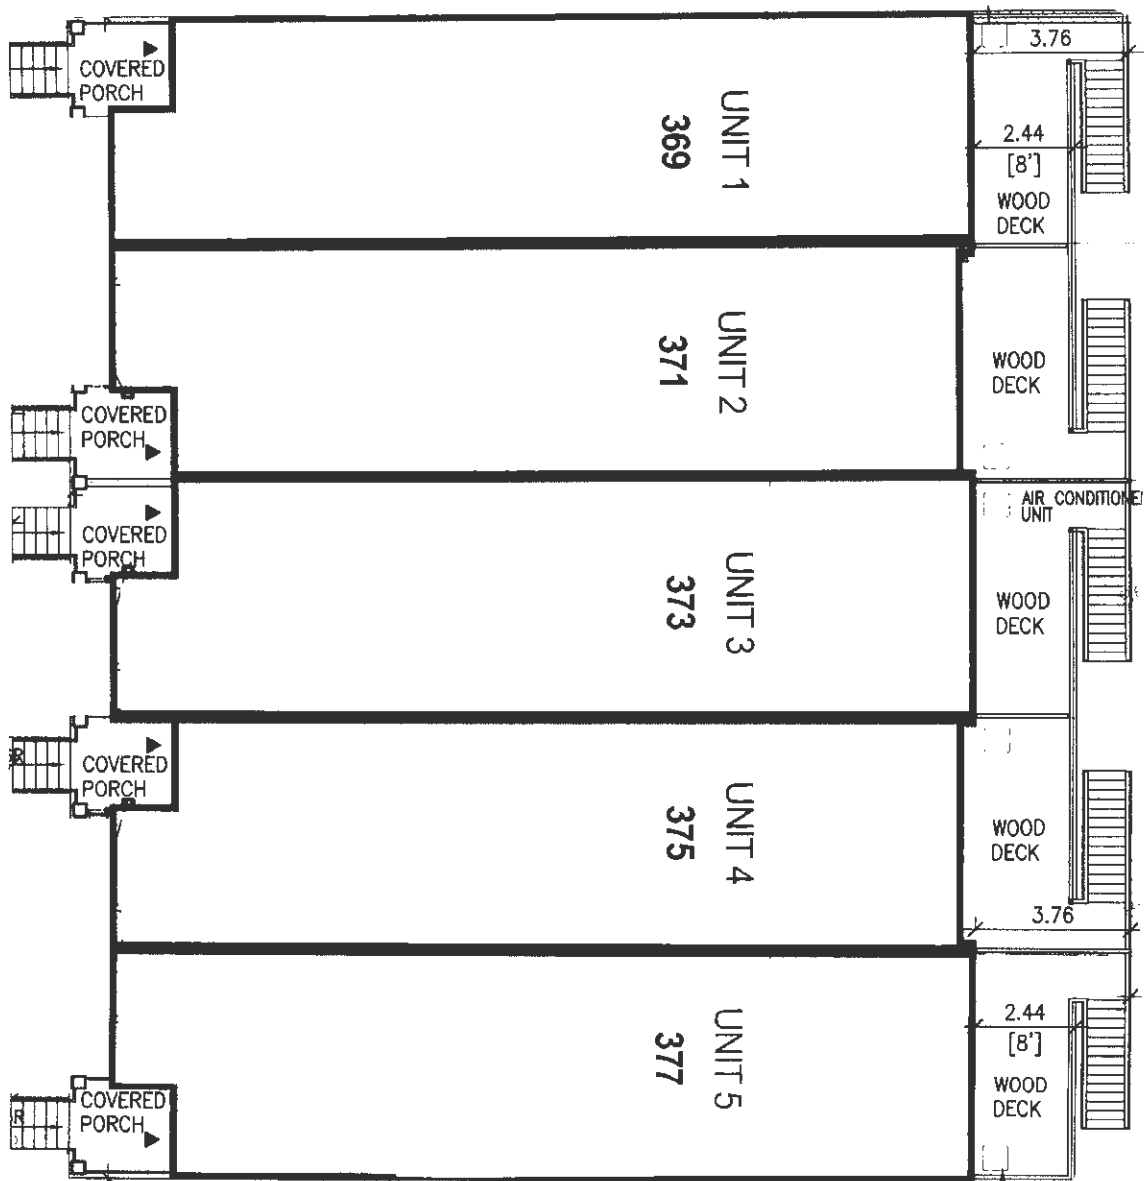 COVERED
PORCH
UNIT 1
369
3.76
2.44
[8']
WOOD
DECK
COVERED
PORCH
UNIT 2
371
WOOD
DECK
COVERED
PORCH
UNIT 3
373
AIR CONDITIONE
UNIT
WOOD
DECK
COVERED
PORCH
UNIT 4
375
WOOD
DECK
3.76
COVERED
PORCH
R
UNIT 5
377
2.44
[8']
WOOD
DECK